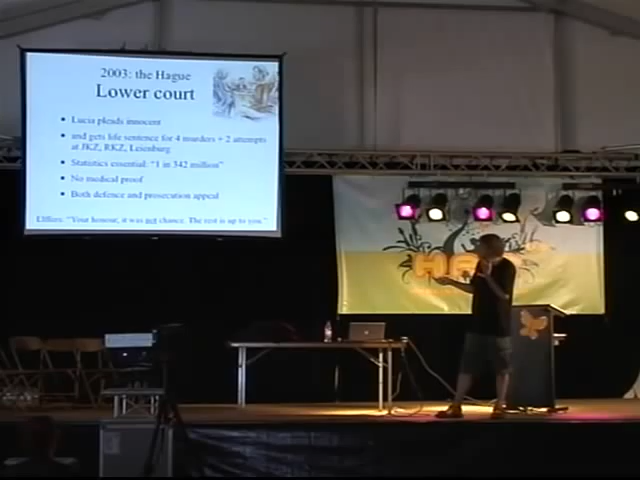 2003: the Hague
Lower court
• Lucia pleads innocent
• and gets life sentence for 4 murders + 2 attempts
at JKZ, RKZ, Leienburg
• Statistics essential: “1 in 342 million”
• No medical proof
• Both defence and prosecution appeal
Elffers: “Your honour, it was not chance. The rest is up to you.”